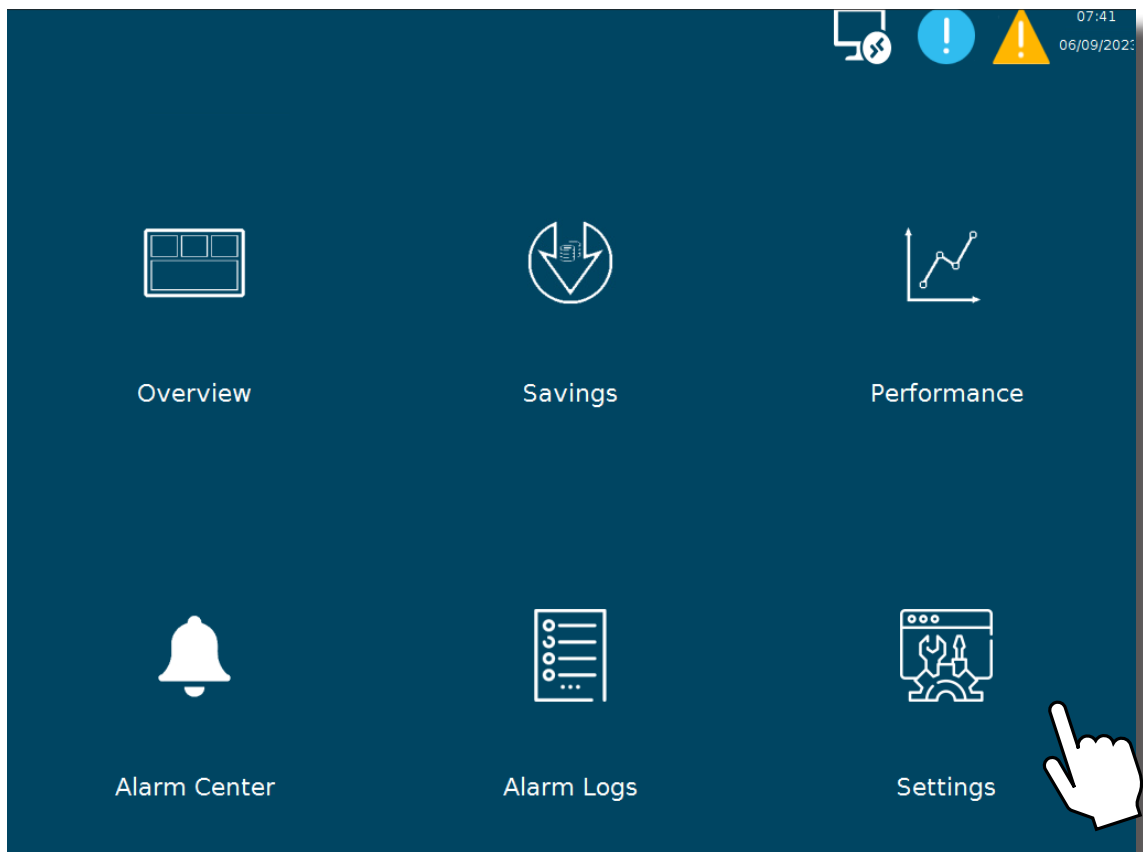 07:41
06/09/2023
Overview
Savings
Performance
Alarm Center
Alarm Logs
Settings